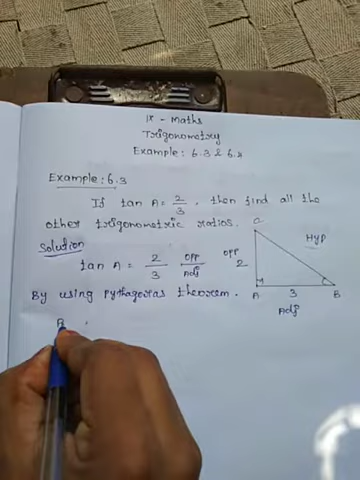 IX - Maths
Trigonometry
Example: 6.3 & 6.4
Example: 6.3
If tan A = 2/3, then find all the
other trigonometric ratios.
Solution
tan A = 2/3 opp/Adj
By using pythagorias theorem.
C
opp
2
Hyp
A 3 B
Adj
B